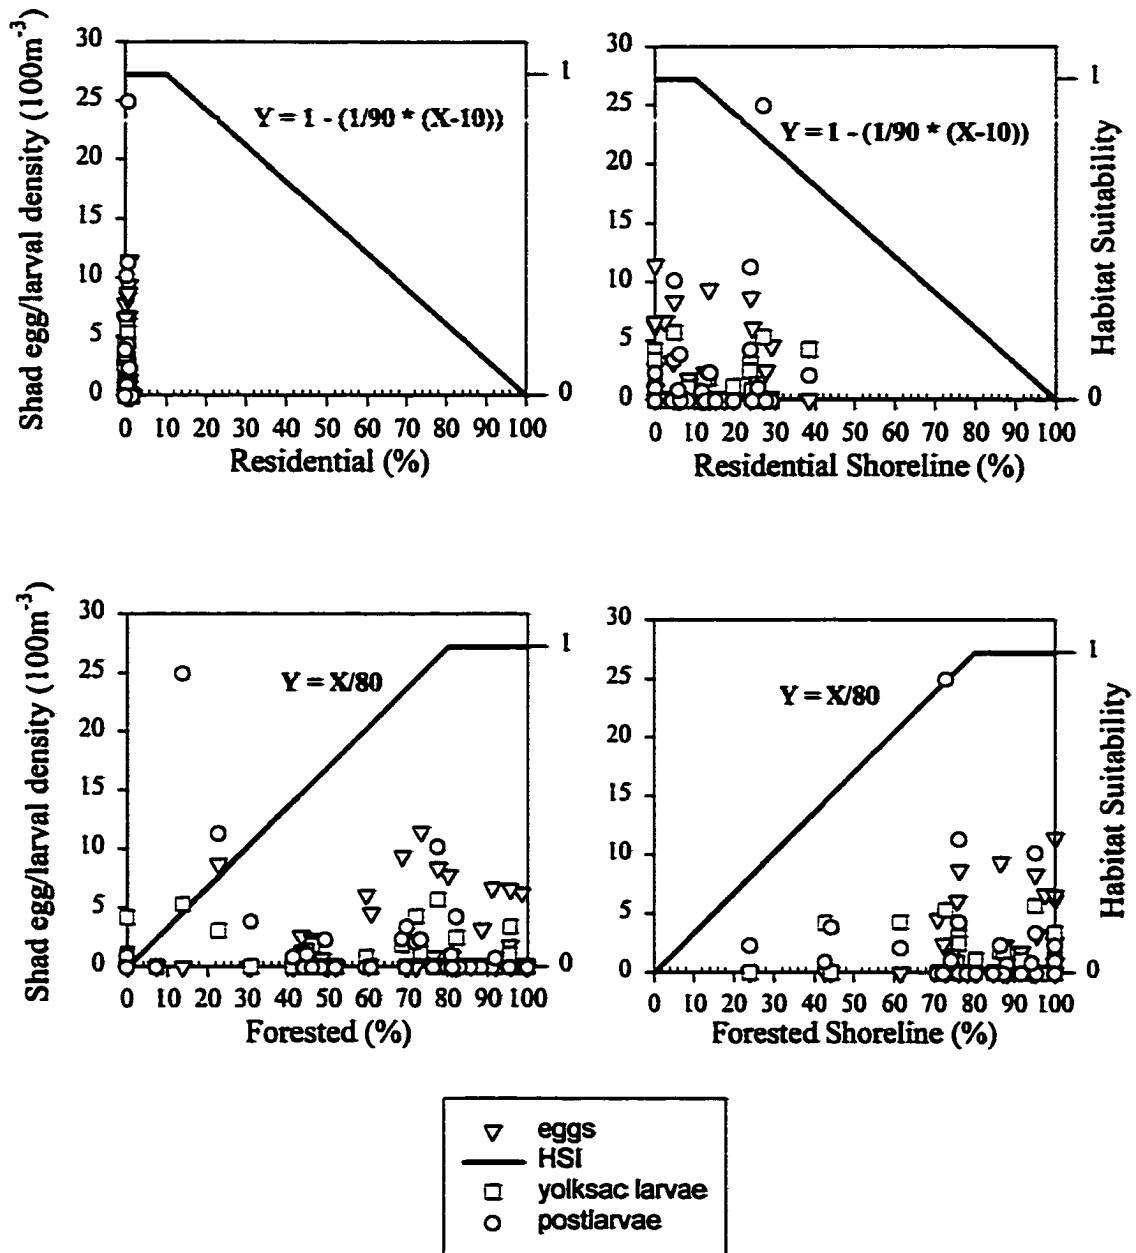 Shad egg/larval density (100m⁻³)
30
25
20
15
10
5
0
Y = 1 - (1/90 * (X-10))
1
0
0 10 20 30 40 50 60 70 80 90 100
Residential (%)
30
25
20
15
10
5
0
Y = 1 - (1/90 * (X-10))
1
0
Habitat Suitability
0 10 20 30 40 50 60 70 80 90 100
Residential Shoreline (%)
Shad egg/larval density (100m⁻³)
30
25
20
15
10
5
0
Y = X/80
1
0
0 10 20 30 40 50 60 70 80 90 100
Forested (%)
30
25
20
15
10
5
0
Y = X/80
1
0
Habitat Suitability
0 10 20 30 40 50 60 70 80 90 100
Forested Shoreline (%)
eggs
HSI
yolksac larvae
postlarvae